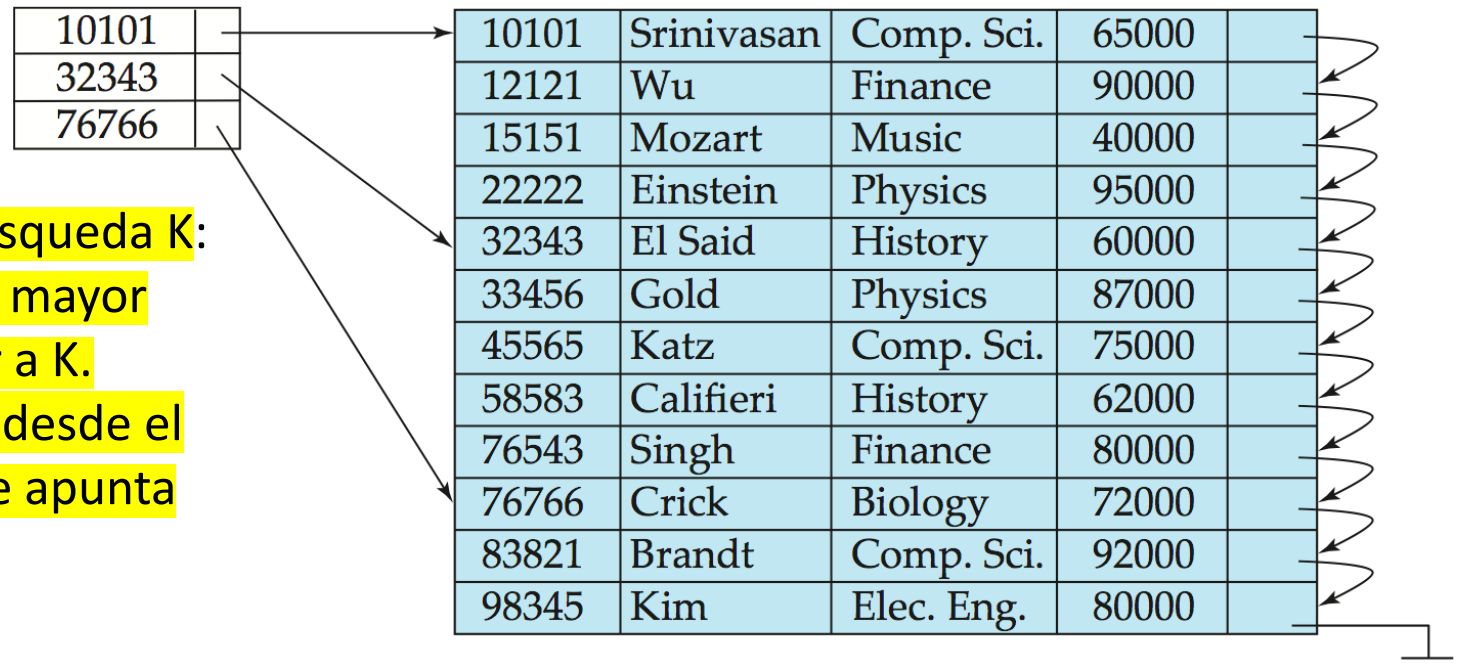 10101
32343
76766
squeda K:
mayor
a K.
desde el
e apunta
10101 Srinivasan Comp. Sci. 65000
12121 Wu Finance 90000
15151 Mozart Music 40000
22222 Einstein Physics 95000
32343 El Said History 60000
33456 Gold Physics 87000
45565 Katz Comp. Sci. 75000
58583 Califieri History 62000
76543 Singh Finance 80000
76766 Crick Biology 72000
83821 Brandt Comp. Sci. 92000
98345 Kim Elec. Eng. 80000